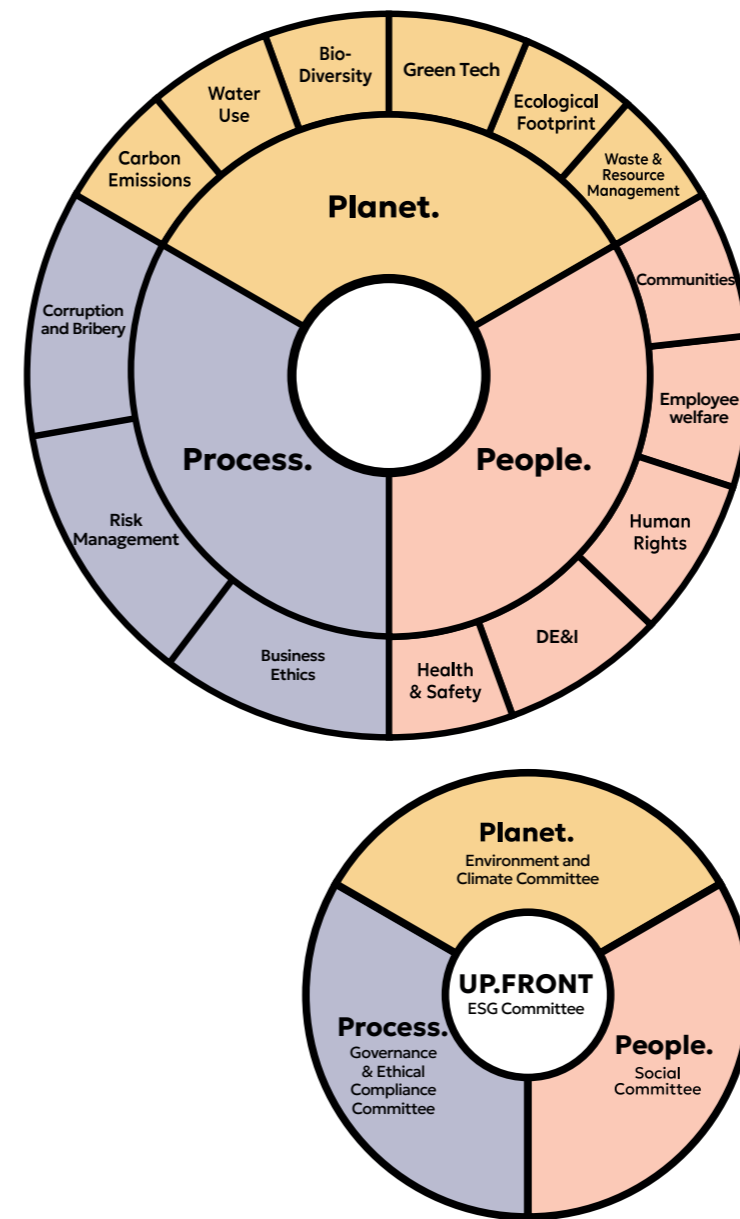 Bio-
Diversity
Green Tech
Water
Use
Ecological
Footprint
Carbon
Emissions
Waste &
Resource
Management
Planet.
Communities
Corruption
and Bribery
Employee
welfare
Process.
People.
Risk
Management
Human
Rights
DE&I
Business
Ethics
Health
& Safety
Planet.
Environment and
Climate Committee
UP.FRONT
ESG Committee
Process.
Governance
& Ethical
Compliance
Committee
People.
Social
Committee